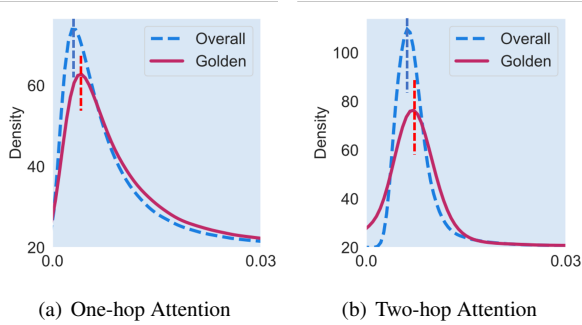 Overall
Golden
Density
60
40
20
0.0
0.03
(a) One-hop Attention
Overall
Golden
Density
100
80
60
40
20
0.0
0.03
(b) Two-hop Attention